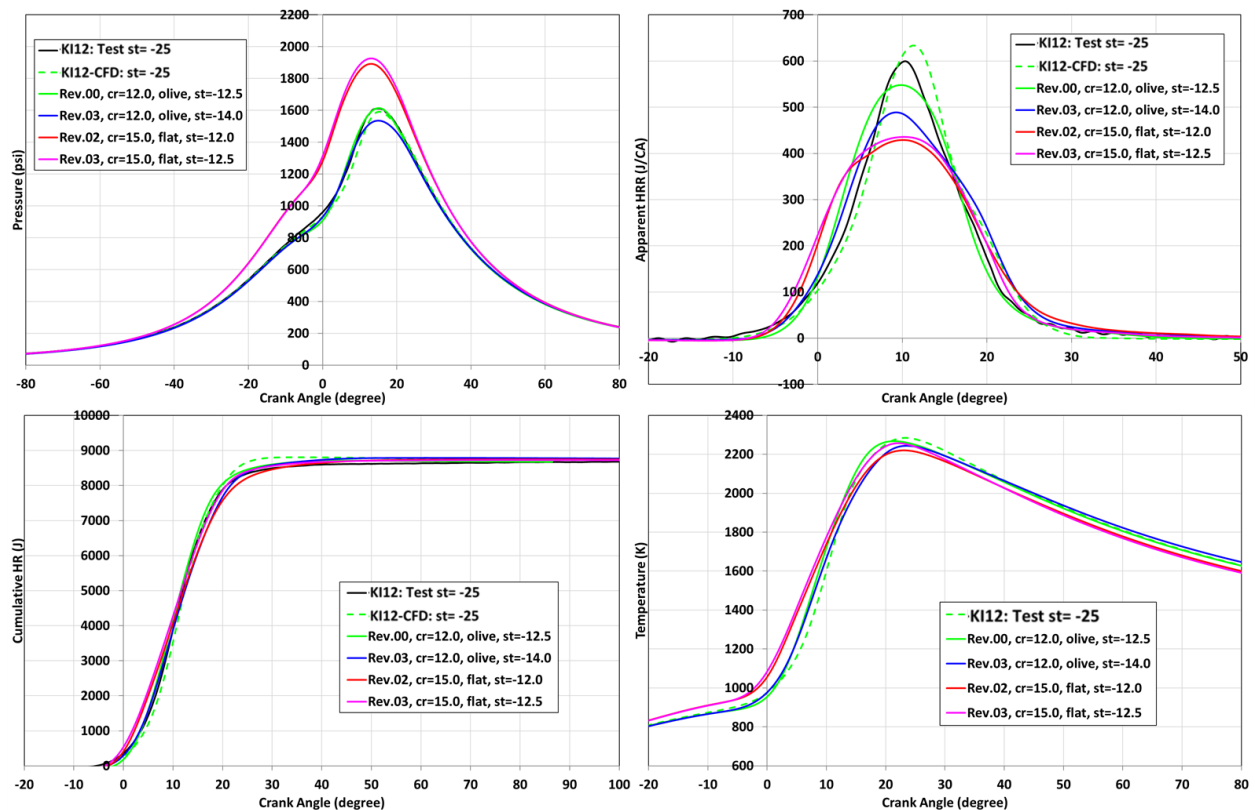 2200
2000
1800
1600
1400
1200
1000
800
600
400
200
0
-80
-60
-40
-20
0
20
40
60
80
Pressure (psi)
Crank Angle (degree)
KI12: Test st= -25
KI12-CFD: st= -25
Rev.00, cr=12.0, olive, st=-12.5
Rev.03, cr=12.0, olive, st=-14.0
Rev.02, cr=15.0, flat, st=-12.0
Rev.03, cr=15.0, flat, st=-12.5
700
600
500
400
300
200
100
0
-100
-20
-10
0
10
20
30
40
50
Apparent HRR (J/CA)
Crank Angle (degree)
KI12: Test st= -25
KI12-CFD: st= -25
Rev.00, cr=12.0, olive, st=-12.5
Rev.03, cr=12.0, olive, st=-14.0
Rev.02, cr=15.0, flat, st=-12.0
Rev.03, cr=15.0, flat, st=-12.5
10000
9000
8000
7000
6000
5000
4000
3000
2000
1000
0
-20
-10
0
10
20
30
40
50
60
70
80
90
100
Cumulative HR (J)
Crank Angle (degree)
KI12: Test st= -25
KI12-CFD: st= -25
Rev.00, cr=12.0, olive, st=-12.5
Rev.03, cr=12.0, olive, st=-14.0
Rev.02, cr=15.0, flat, st=-12.0
Rev.03, cr=15.0, flat, st=-12.5
2400
2200
2000
1800
1600
1400
1200
1000
800
600
-20
-10
0
10
20
30
40
50
60
70
80
Temperature (K)
Crank Angle (degree)
KI12: Test st= -25
Rev.00, cr=12.0, olive, st=-12.5
Rev.03, cr=12.0, olive, st=-14.0
Rev.02, cr=15.0, flat, st=-12.0
Rev.03, cr=15.0, flat, st=-12.5